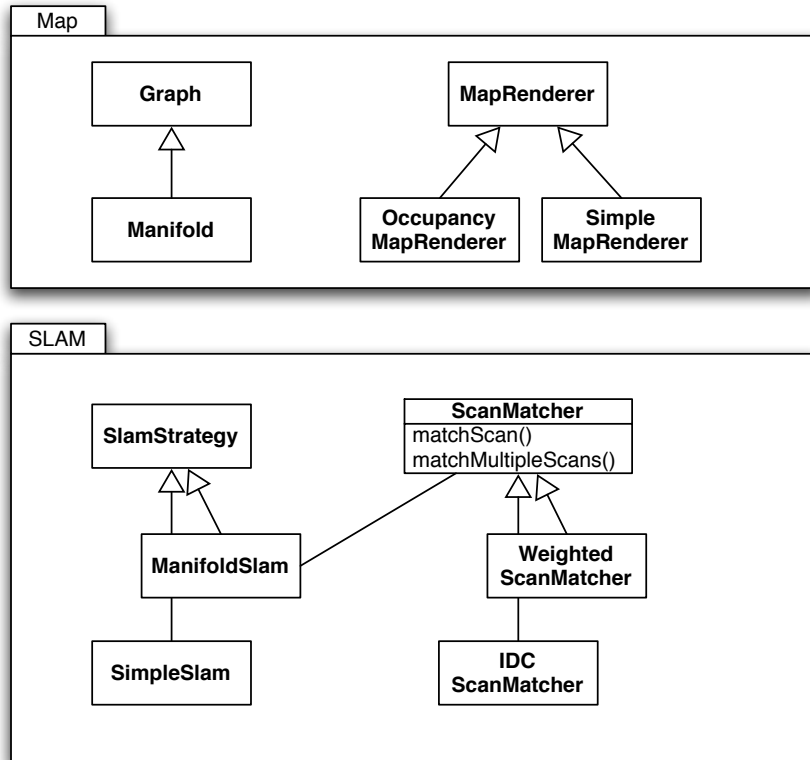 Map
Graph
MapRenderer
Manifold
Occupancy
MapRenderer
Simple
MapRenderer
SLAM
SlamStrategy
ScanMatcher
matchScan()
matchMultipleScans()
ManifoldSlam
Weighted
ScanMatcher
SimpleSlam
IDC
ScanMatcher